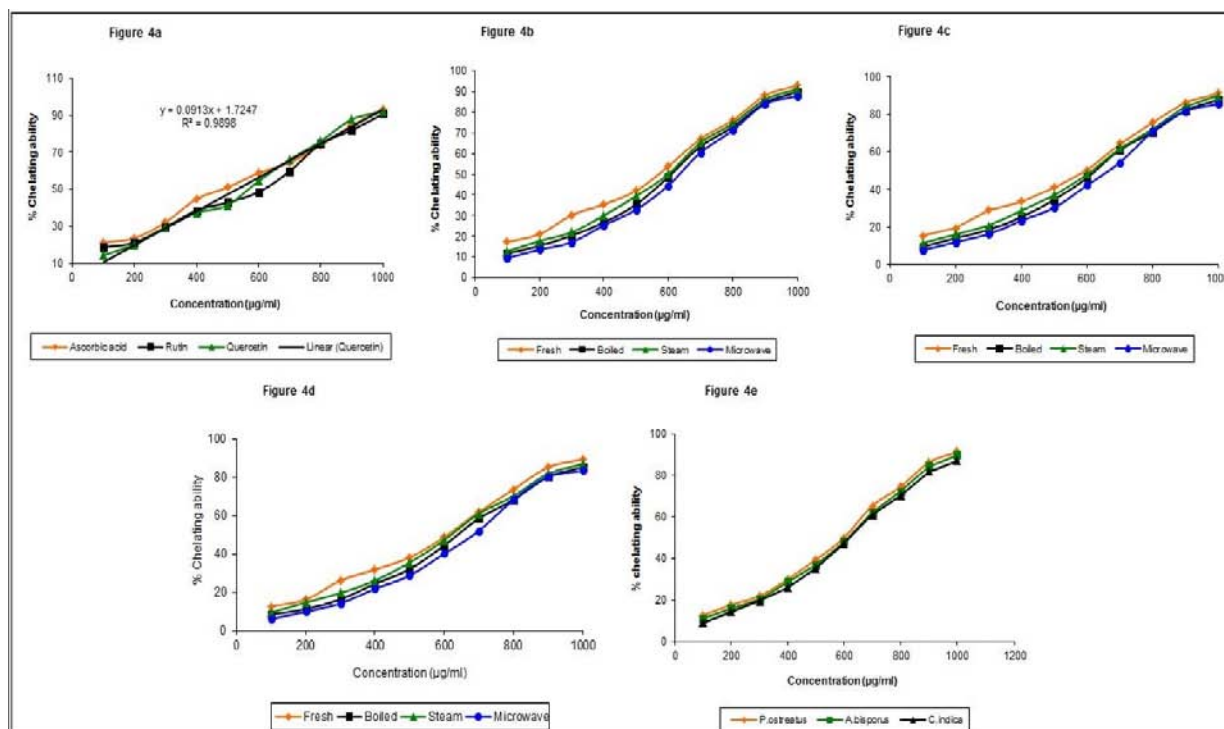 Figure 4a
% Chelating ability
110
90
70
50
30
10
y = 0.0913x + 1.7247
R² = 0.9898
0 200 400 600 800 1000
Concentration (µg/ml)
Ascorbic acid Rutin Quercetin Linear (Quercetin)
Figure 4b
% Chelating ability
100
90
80
70
60
50
40
30
20
10
0
0 200 400 600 800 1000
Concentration (µg/ml)
Fresh Boiled Steam Microwave
Figure 4c
% Chelating ability
100
80
60
40
20
0
0 200 400 600 800 1000
Concentration (µg/ml)
Fresh Boiled Steam Microwave
Figure 4d
% Chelating ability
100
80
60
40
20
0
0 200 400 600 800 1000
Concentration (µg/ml)
Fresh Boiled Steam Microwave
Figure 4e
% chelating ability
100
80
60
40
20
0
0 200 400 600 800 1000 1200
Concentration (µg/ml)
P.ostreatus A.bisporus C.indica